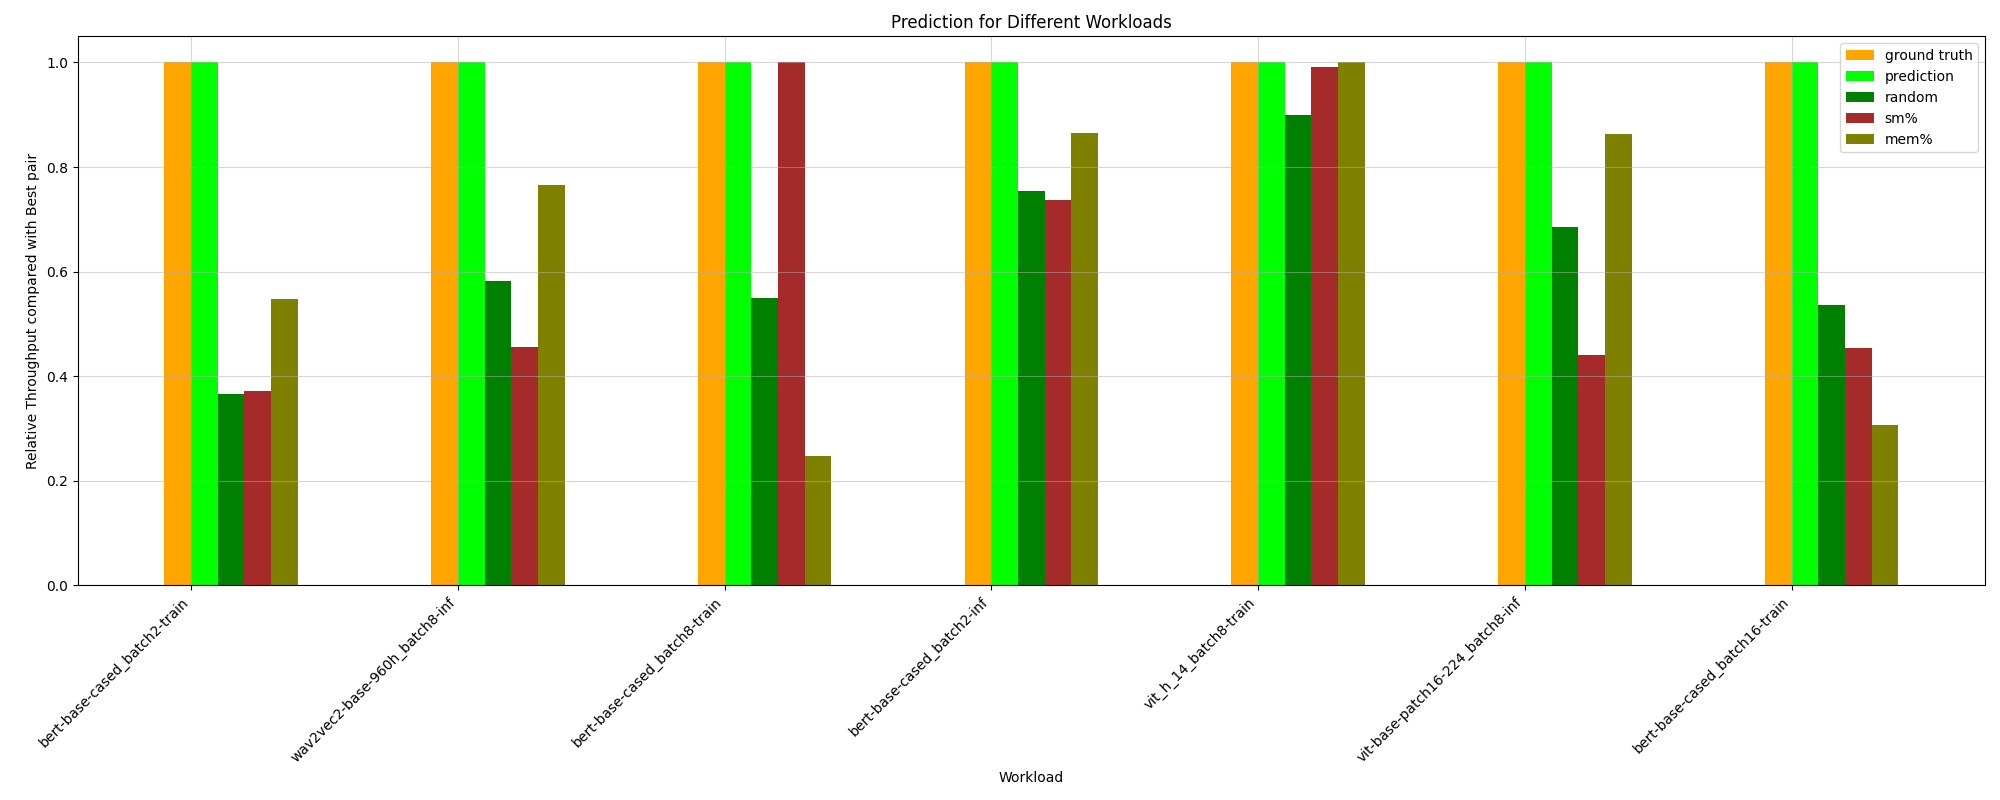 Prediction for Different Workloads
Relative Throughput compared with Best pair
1.0
0.8
0.6
0.4
0.2
0.0
ground truth
prediction
random
sm%
mem%
bert-base-cased_batch2-train
wav2vec2-base-960h_batch8-inf
bert-base-cased_batch8-train
bert-base-cased_batch2-inf
vit_h_14_batch8-train
vit-base-patch16-224_batch8-inf
bert-base-cased_batch16-train
Workload